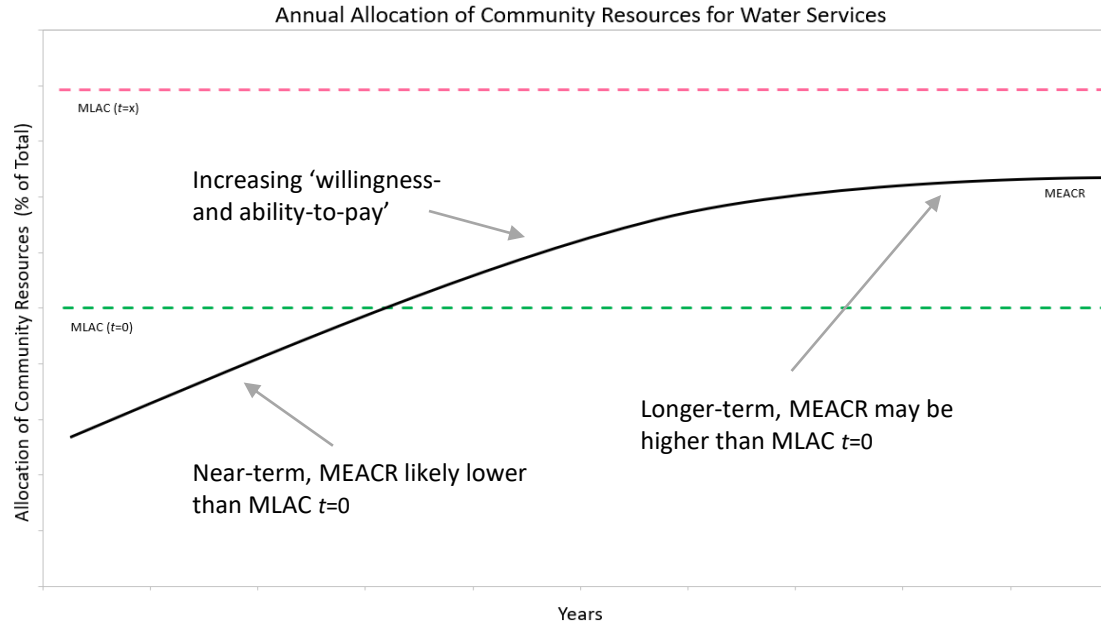 Annual Allocation of Community Resources for Water Services
MLAC (t=x)
Increasing ‘willingness-
and ability-to-pay’
MEACR
MLAC (t=0)
Longer-term, MEACR may be
higher than MLAC t=0
Near-term, MEACR likely lower
than MLAC t=0
Allocation of Community Resources (% of Total)
Years